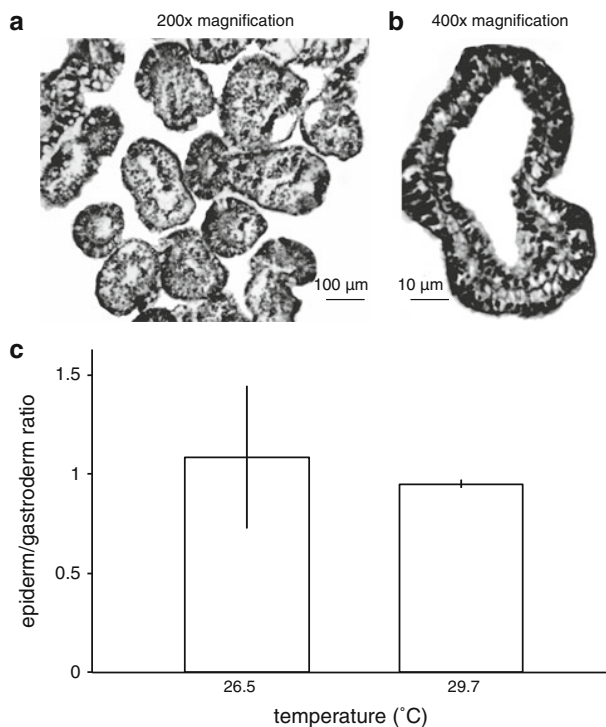 a 200x magnification
b 400x magnification
100 µm
10 µm
c
1.5
1
0.5
0
epiderm/gastroderm ratio
26.5
29.7
temperature (˚C)